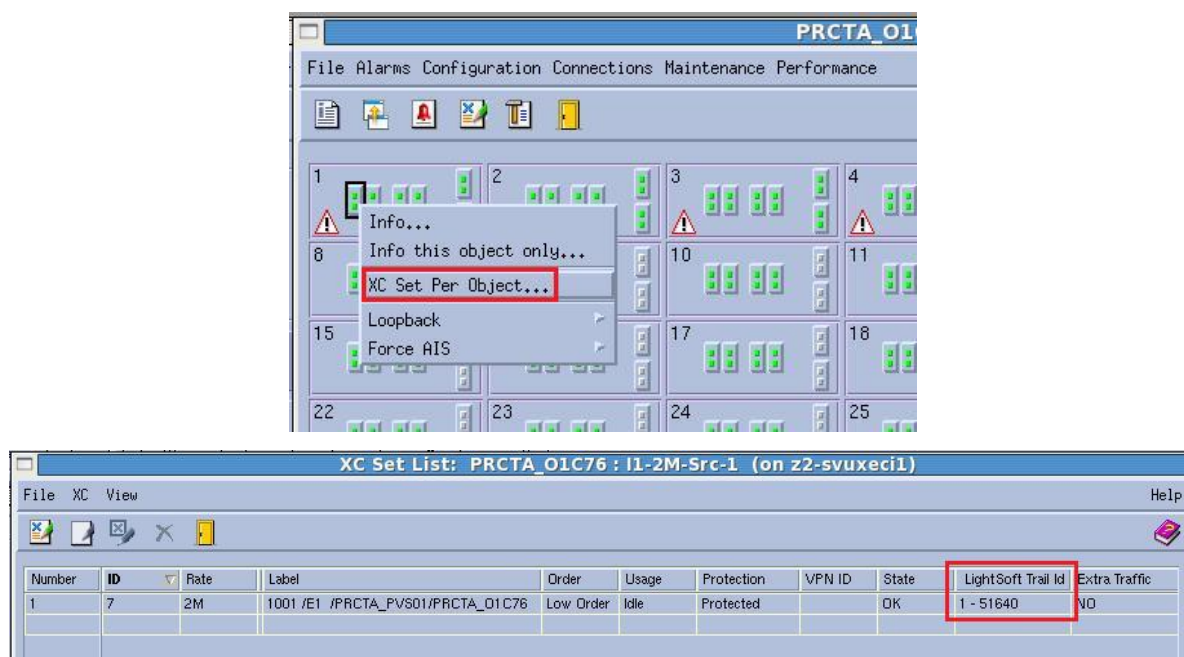 PRCTA_O1
File Alarms Configuration Connections Maintenance Performance
1 2 3 4
Info...
Info this object only...
8 10 11
XC Set Per Object...
Loopback
15 17 18
Force AIS
22 23 24 25
XC Set List: PRCTA_O1C76 : I1-2M-Src-1 (on z2-svuxeci1)
File XC View Help
Number ID Rate Label Order Usage Protection VPN ID State LightSoft Trail Id Extra Traffic
1 7 2M 1001 /E1 /PRCTA_PVS01/PRCTA_O1C76 Low Order Idle Protected OK 1 - 51640 NO